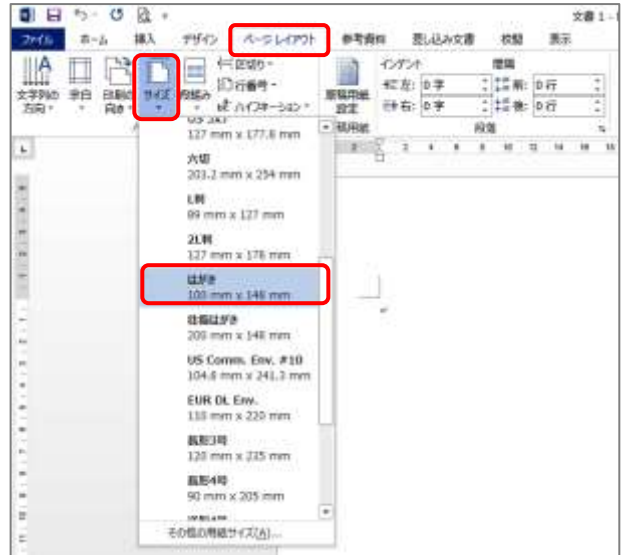 文書 1 -
ファイル ホーム 挿入 デザイン ページ レイアウト 参考資料 差し込み文書 校閲 表示
文字列の方向 余白 印刷の向き サイズ 段組み
区切り
行番号
ハイフネーション
原稿用紙設定
原稿用紙
インデント 間隔
左: 0 字 前: 0 行
右: 0 字 後: 0 行
段落
127 mm x 177.8 mm
六切
203.2 mm x 254 mm
L判
89 mm x 127 mm
2L判
127 mm x 178 mm
はがき
100 mm x 148 mm
往復はがき
200 mm x 148 mm
US Comm. Env. #10
104.8 mm x 241.3 mm
EUR DL Env.
110 mm x 220 mm
長形3号
120 mm x 235 mm
長形4号
90 mm x 205 mm
その他の用紙サイズ(A)...